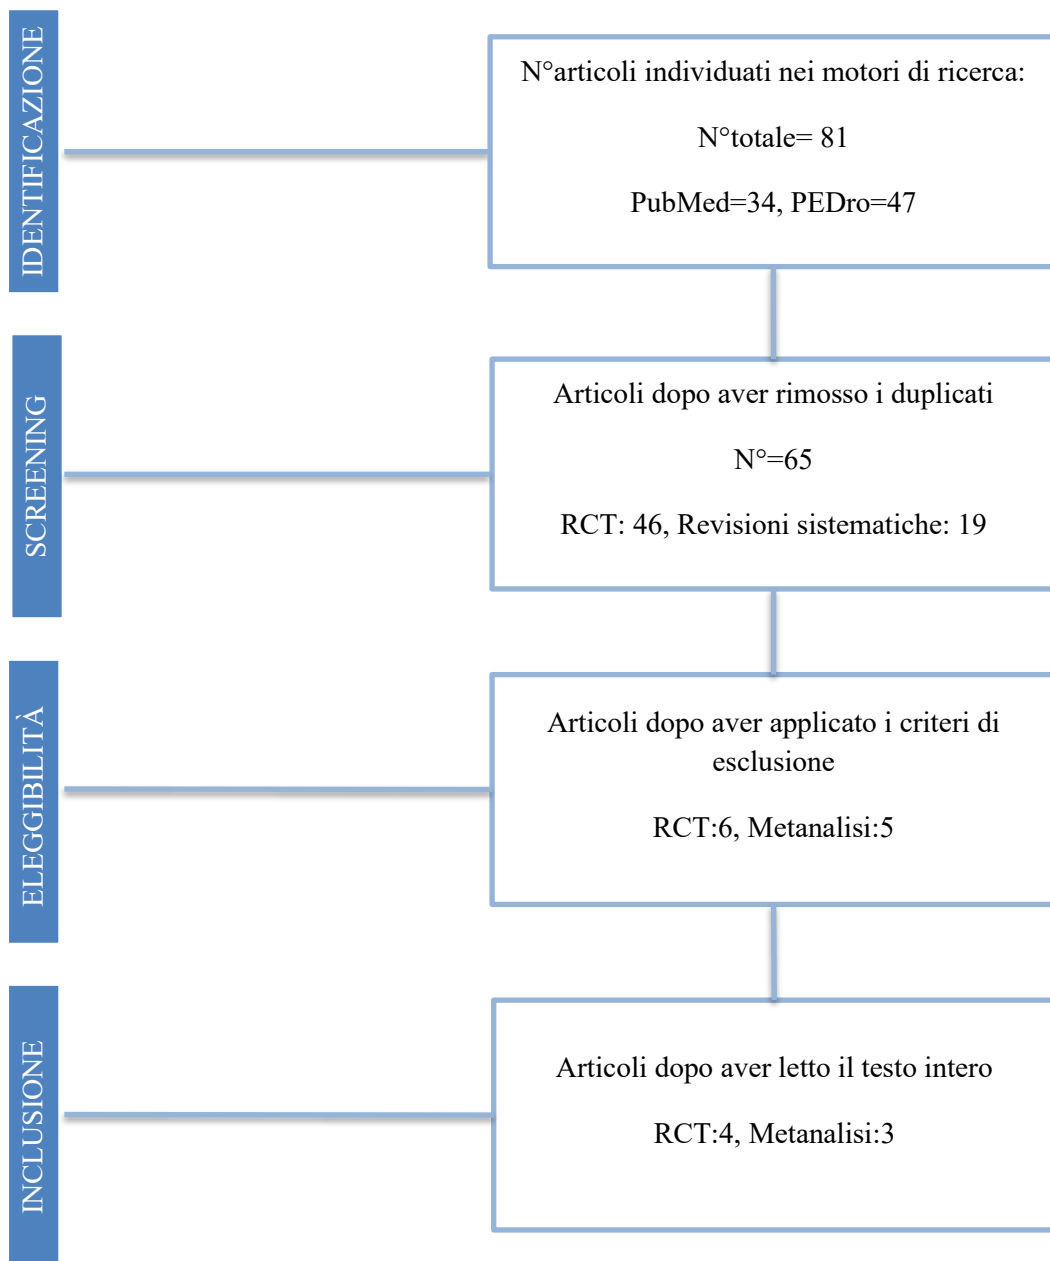 IDENTIFICAZIONE
N°articoli individuati nei motori di ricerca:
N°totale= 81
PubMed=34, PEDro=47
SCREENING
Articoli dopo aver rimosso i duplicati
N°=65
RCT: 46, Revisioni sistematiche: 19
ELEGGIBILITÀ
Articoli dopo aver applicato i criteri di
esclusione
RCT:6, Metanalisi:5
INCLUSIONE
Articoli dopo aver letto il testo intero
RCT:4, Metanalisi:3